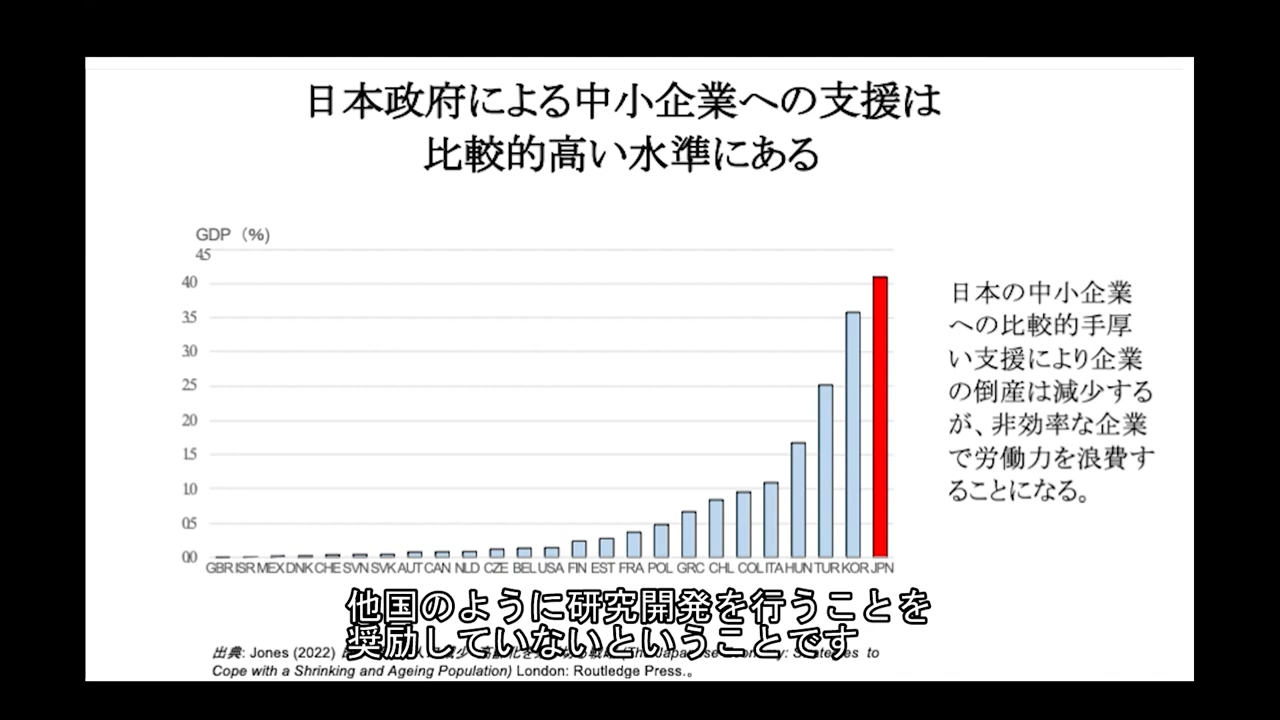 日本政府による中小企業への支援は
比較的高い水準にある
GDP（%)
45
40
35
30
25
20
1.5
1.0
0.5
00
GBR ISR MEX DNK CHE SVN SVK AUT CAN NLD CZE BEL USA FIN EST FRA POL GRC CHL COL ITA HUN TUR KOR JPN
日本の中小企業
への比較的手厚
い支援により企業
の倒産は減少する
が、非効率な企業
で労働力を浪費す
ることになる。
他国のように研究開発を行うことを
奨励していないということです
出典: Jones (2022) to
Cope with a Shrinking and Ageing Population) London: Routledge Press.。